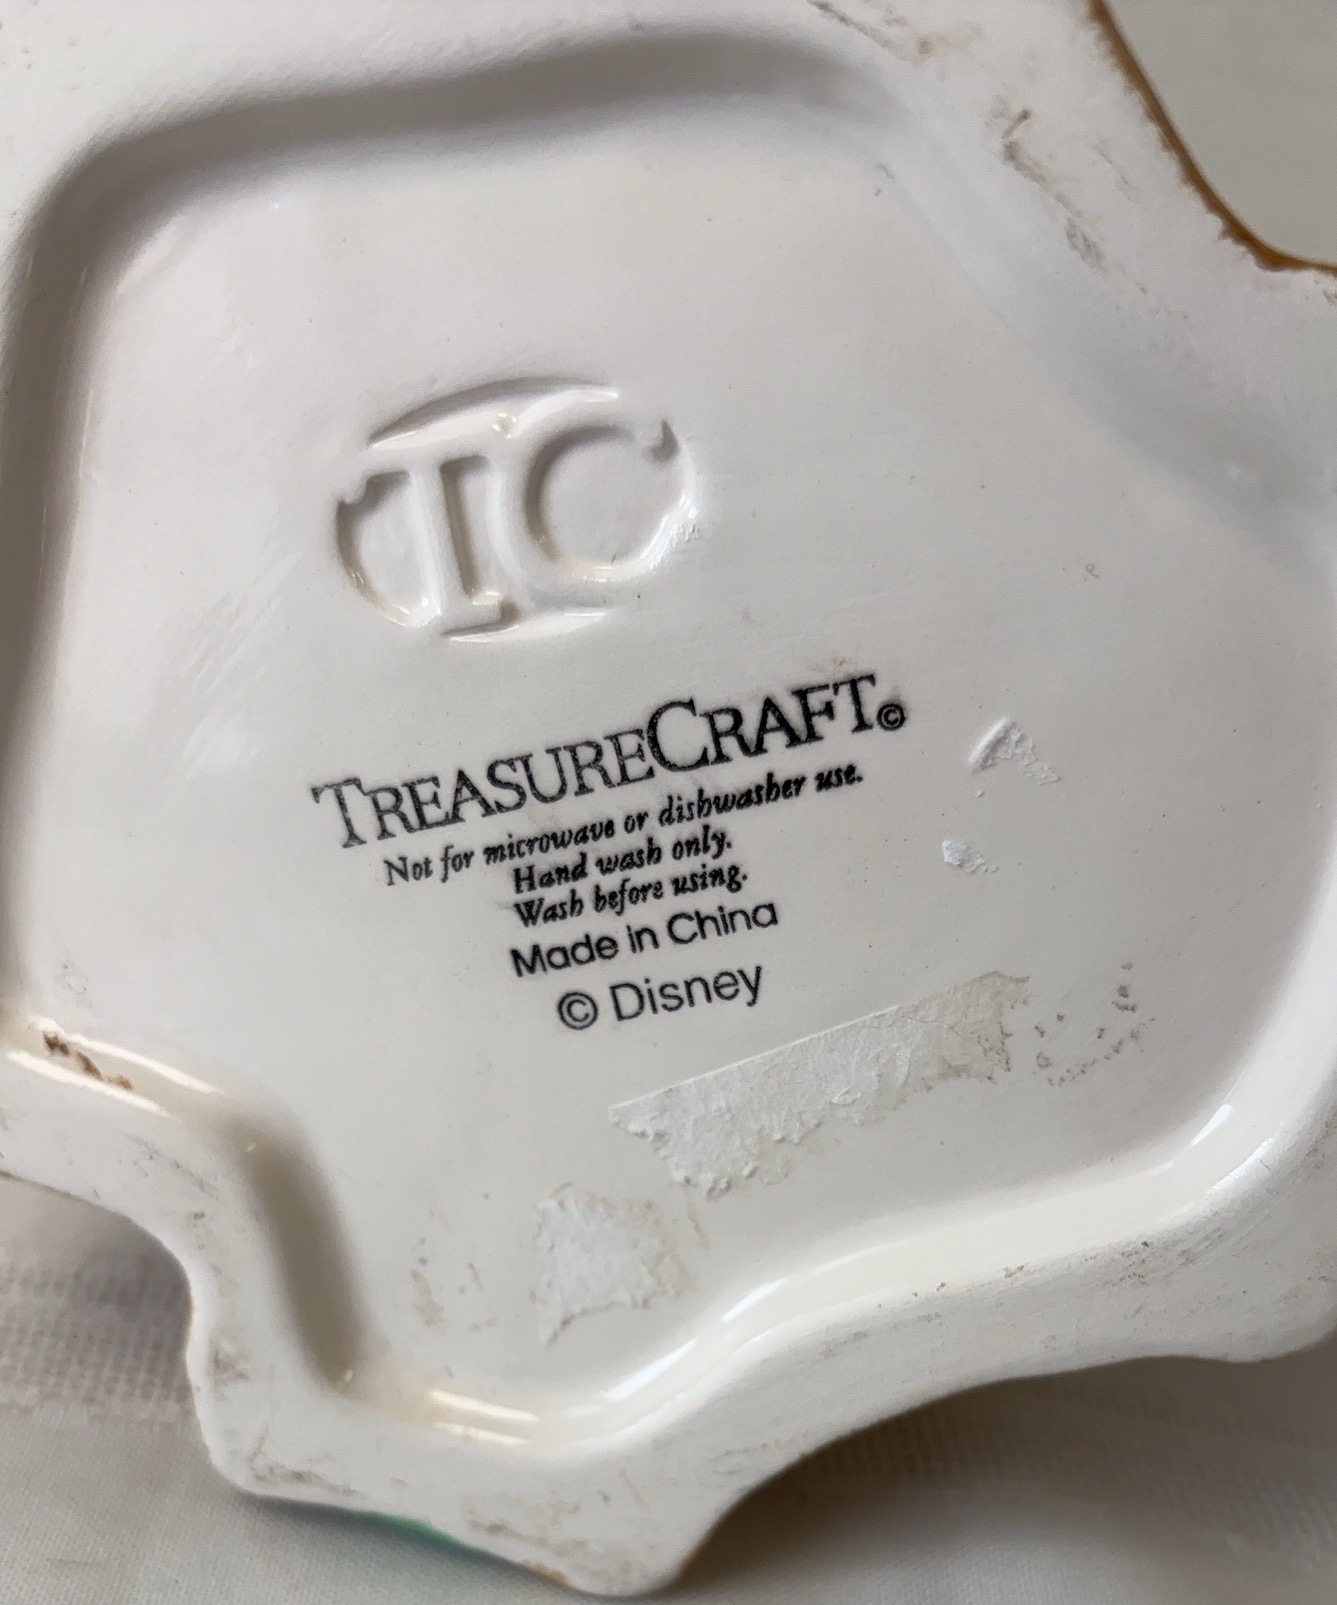 TC
TREASURECRAFT©
Not for microwave or dishwasher use.
Hand wash only.
Wash before using.
Made in China
© Disney